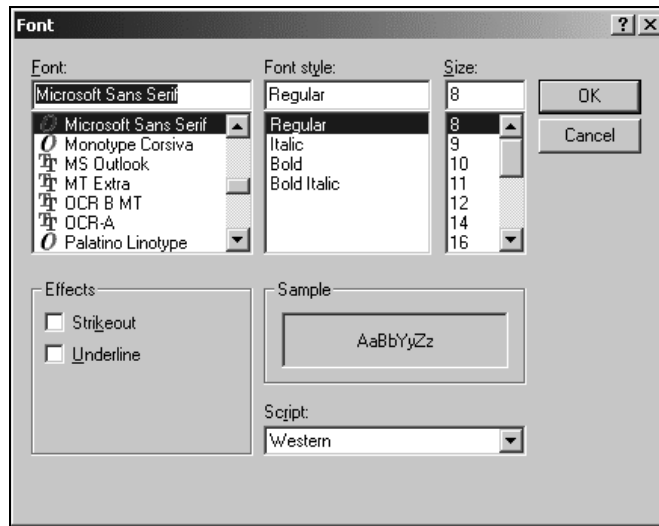 Font
Font:
Microsoft Sans Serif
Microsoft Sans Serif
Monotype Corsiva
MS Outlook
MT Extra
OCR B MT
OCR-A
Palatino Linotype
Font style:
Regular
Regular
Italic
Bold
Bold Italic
Size:
8
8
9
10
11
12
14
16
OK
Cancel
Effects
Strikeout
Underline
Sample
AaBbYyZz
Script:
Western